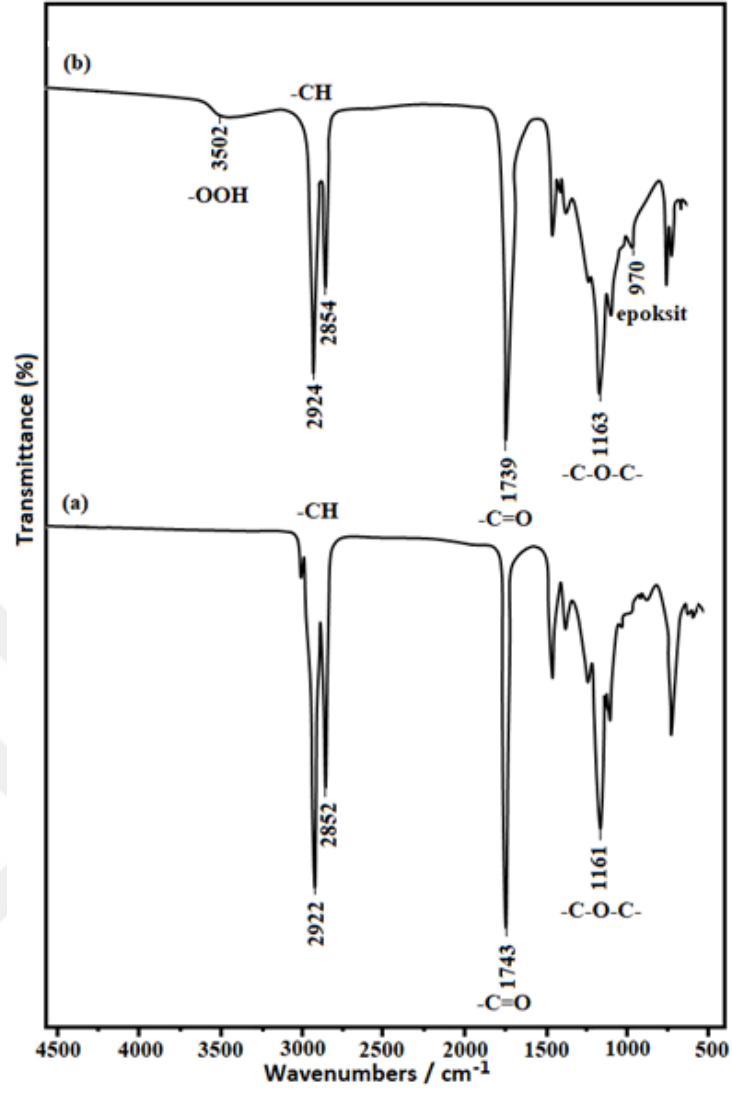 (b)
-CH
3502
-OOH
2854
2924
970
epoksit
1163
-C-O-C-
1739
-C=O
Transmittance (%)
(a)
-CH
2852
2922
1161
-C-O-C-
1743
-C=O
4500 4000 3500 3000 2500 2000 1500 1000 500
Wavenumbers / cm-1